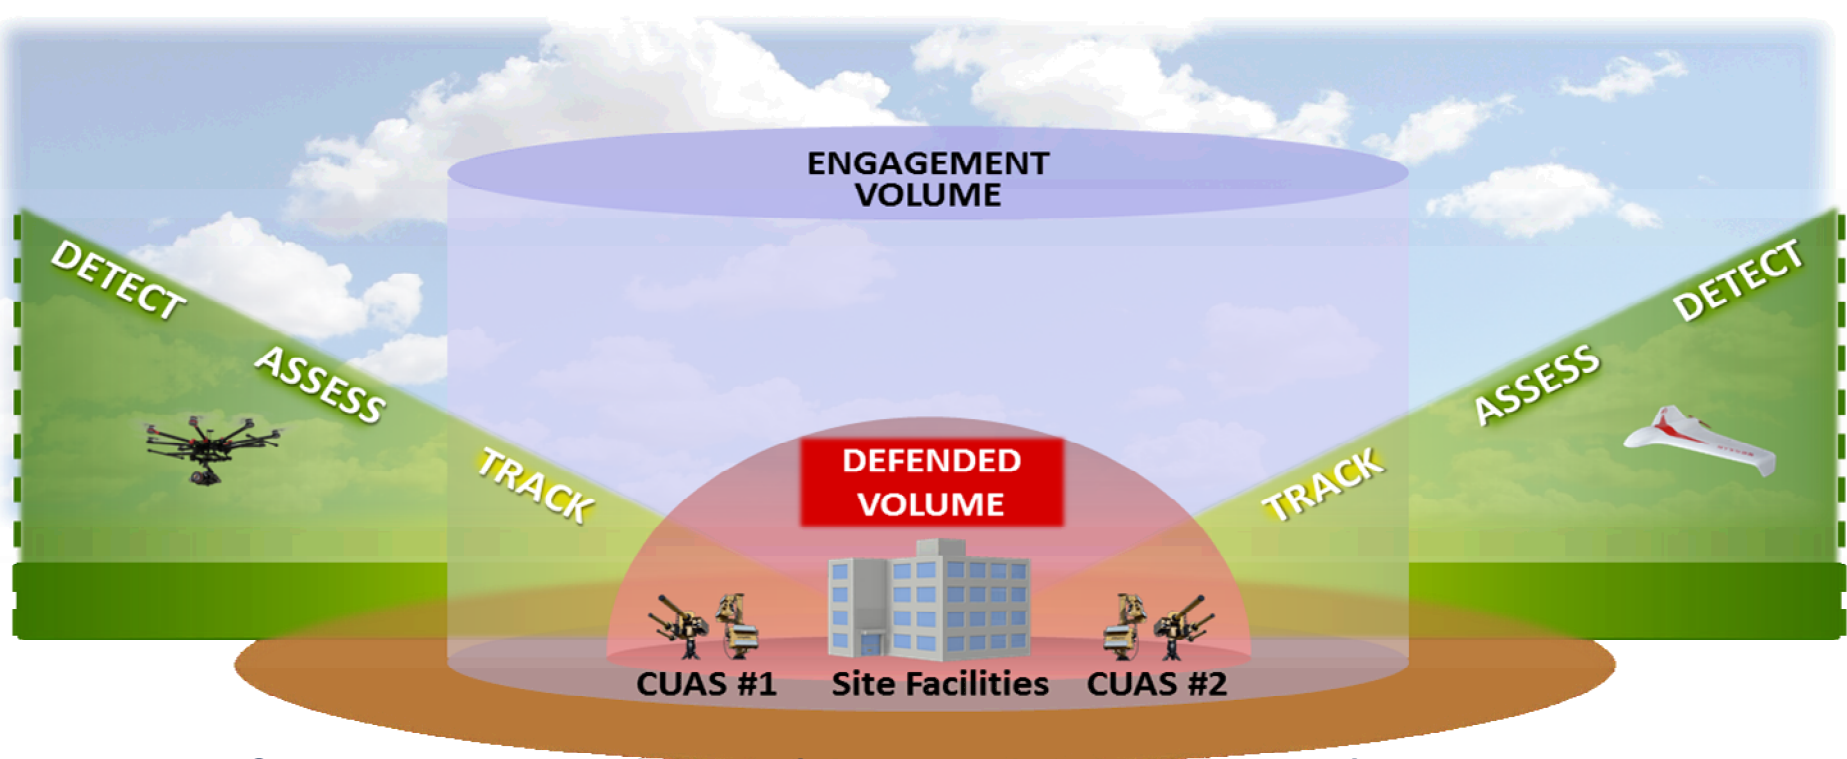 ENGAGEMENT
VOLUME
DETECT
ASSESS
TRACK
DETECT
ASSESS
TRACK
DEFENDED
VOLUME
CUAS #1
Site Facilities
CUAS #2